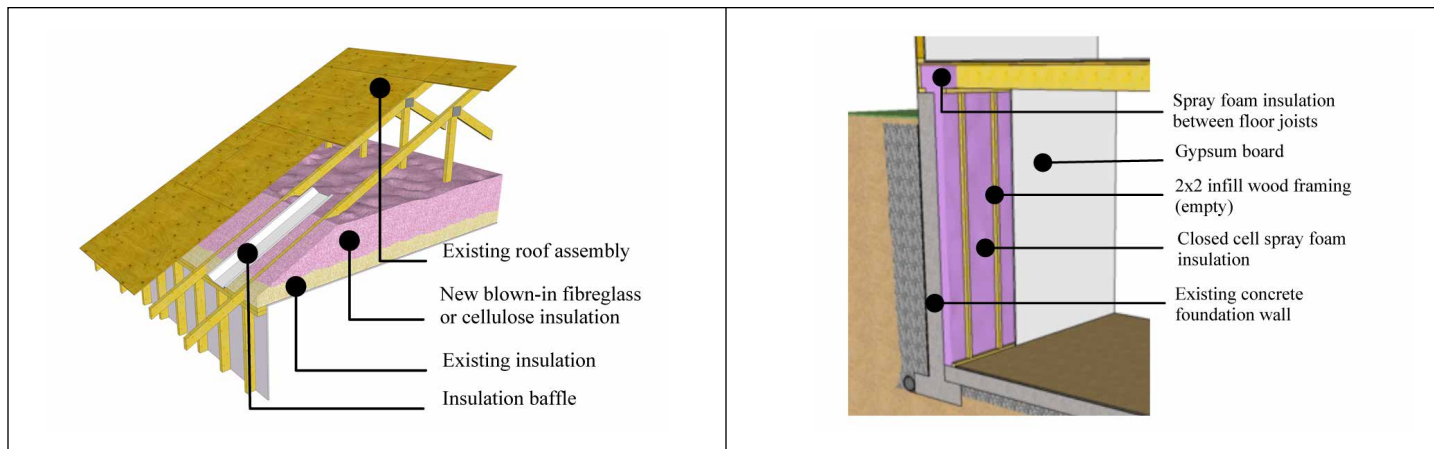 Existing roof assembly
New blown-in fibreglass
or cellulose insulation
Existing insulation
Insulation baffle
Spray foam insulation
between floor joists
Gypsum board
2x2 infill wood framing
(empty)
Closed cell spray foam
insulation
Existing concrete
foundation wall